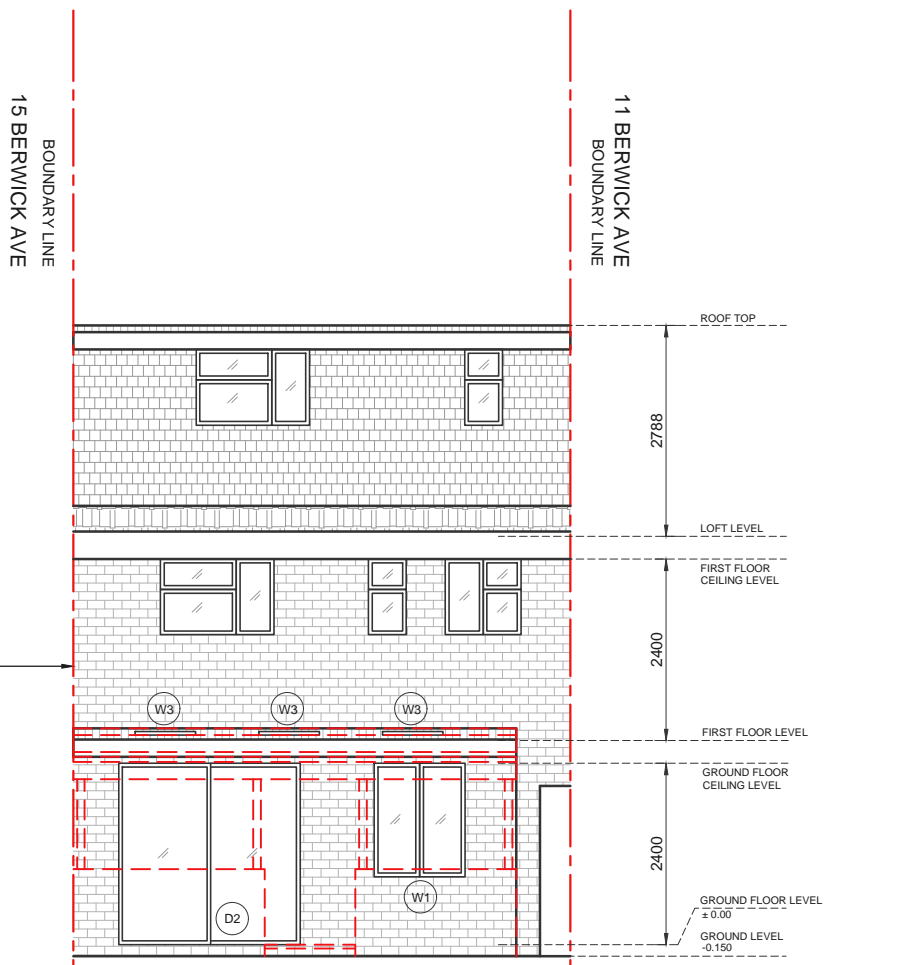 15 BERWICK AVE
BOUNDARY LINE
11 BERWICK AVE
BOUNDARY LINE
ROOF TOP
2788
LOFT LEVEL
FIRST FLOOR
CEILING LEVEL
2400
W3
W3
W3
FIRST FLOOR LEVEL
GROUND FLOOR
CEILING LEVEL
2400
W1
D2
GROUND FLOOR LEVEL
± 0.00
GROUND LEVEL
-0.150